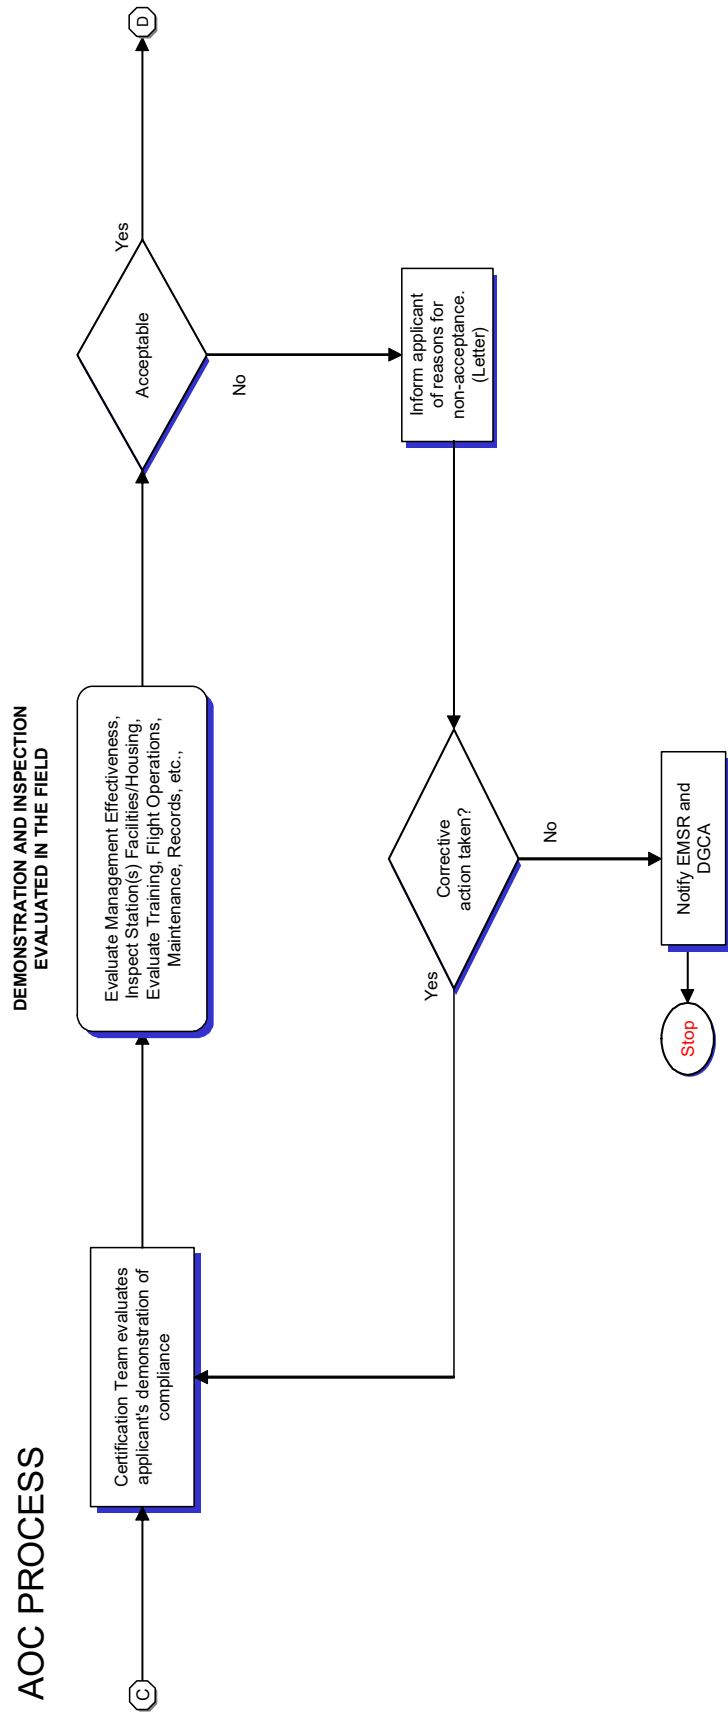 AOC PROCESS
DEMONSTRATION AND INSPECTION
EVALUATED IN THE FIELD
C
Certification Team evaluates
applicant's demonstration of
compliance
Evaluate Management Effectiveness,
Inspect Station(s) Facilities/Housing,
Evaluate Training, Flight Operations,
Maintenance, Records, etc.,
Acceptable
Yes
D
No
Inform applicant
of reasons for
non-acceptance.
(Letter)
Corrective
action taken?
Yes
No
Notify EMSR and
DGCA
Stop